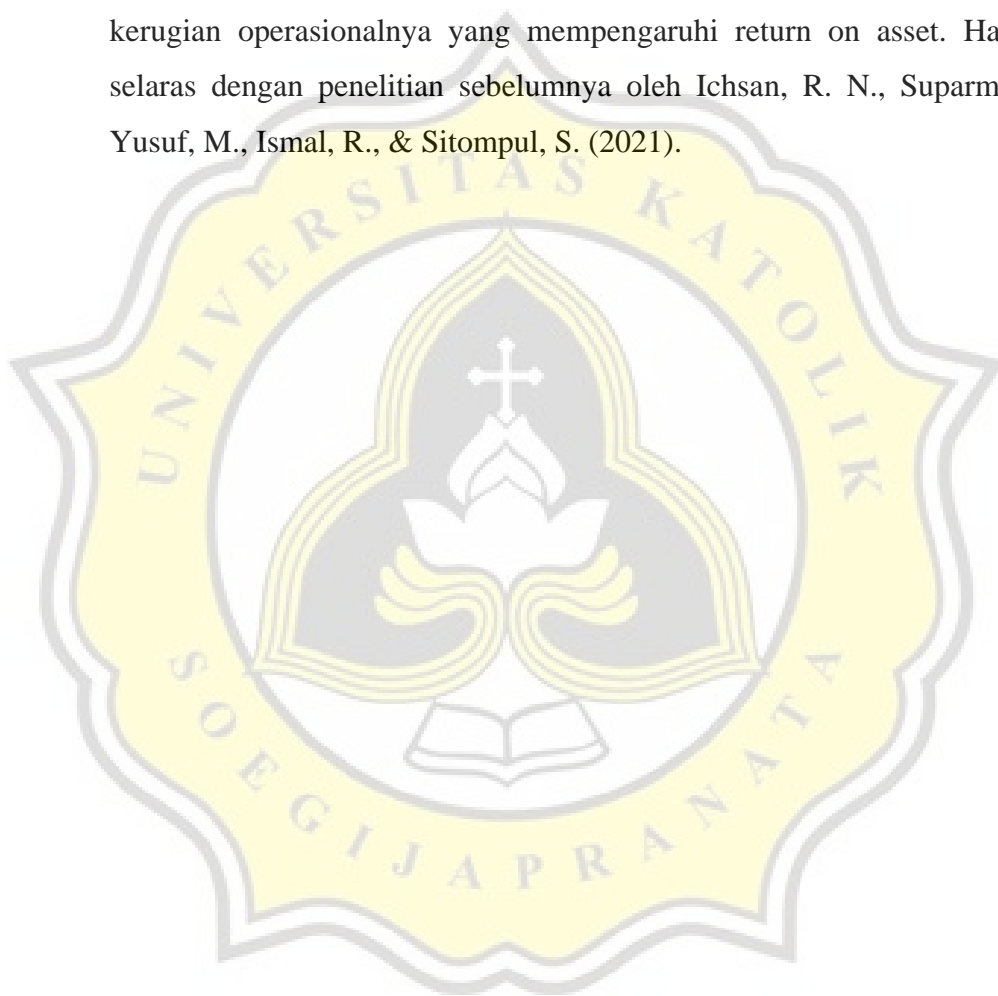 kerugian operasionalnya yang mempengaruhi return on asset. Ha
selaras dengan penelitian sebelumnya oleh Ichsan, R. N., Suparm
Yusuf, M., Ismal, R., & Sitompul, S. (2021).
UNIVERSITAS KATOLIK
SOEGIJAPRANATA